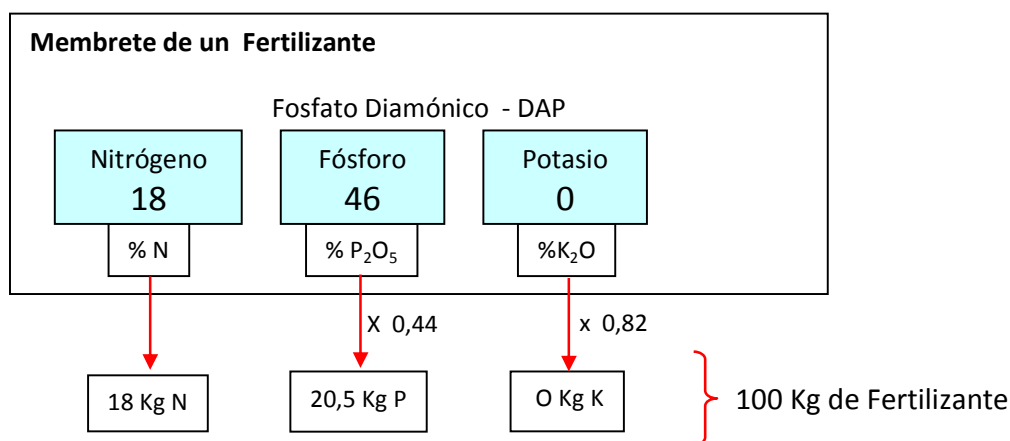 Membrete de un Fertilizante
Fosfato Diamónico - DAP
Nitrógeno
18
% N
Fósforo
46
% P₂O₅
Potasio
0
%K₂O
X 0,44
x 0,82
18 Kg N
20,5 Kg P
O Kg K
100 Kg de Fertilizante